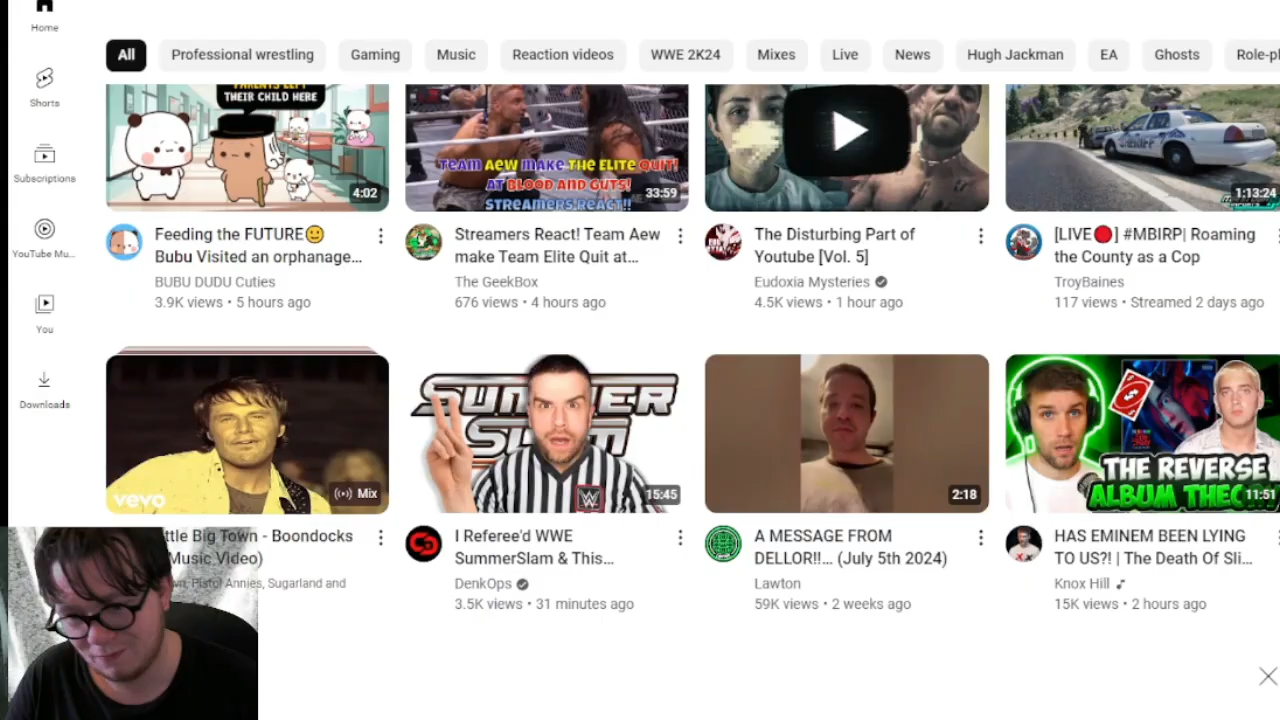 Home
All
Professional wrestling
Gaming
Music
Reaction videos
WWE 2K24
Mixes
Live
News
Hugh Jackman
EA
Ghosts
Shorts
Subscriptions
YouTube Mu...
You
Downloads
PARENTS LEFT
THEIR CHILD HERE
4:02
TEAM AEW MAKE THE ELITE QUIT!
AT BLOOD AND GUTS!
STREAMERS REACT!!
33:59
SHERIFF
1:13:24
Feeding the FUTURE🙂
Bubu Visited an orphanage...
BUBU DUDU Cuties
3.9K views • 5 hours ago
Streamers React! Team Aew
make Team Elite Quit at...
The GeekBox
676 views • 4 hours ago
The Disturbing Part of
Youtube [Vol. 5]
Eudoxia Mysteries
4.5K views • 1 hour ago
[LIVE🔴] #MBIRP| Roaming
the County as a Cop
TroyBaines
117 views • Streamed 2 days ago
vevo
Mix
SUMMER
SLAM
W
15:45
2:18
THE REVERSE
ALBUM
11:51
ttle Big Town - Boondocks
Music Video)
Pistol Annies, Sugarland and
I Referee'd WWE
SummerSlam & This...
DenkOps
3.5K views • 31 minutes ago
A MESSAGE FROM
DELLOR!!... (July 5th 2024)
Lawton
59K views • 2 weeks ago
HAS EMINEM BEEN LYING
TO US?! | The Death Of Sli...
Knox Hill
15K views • 2 hours ago